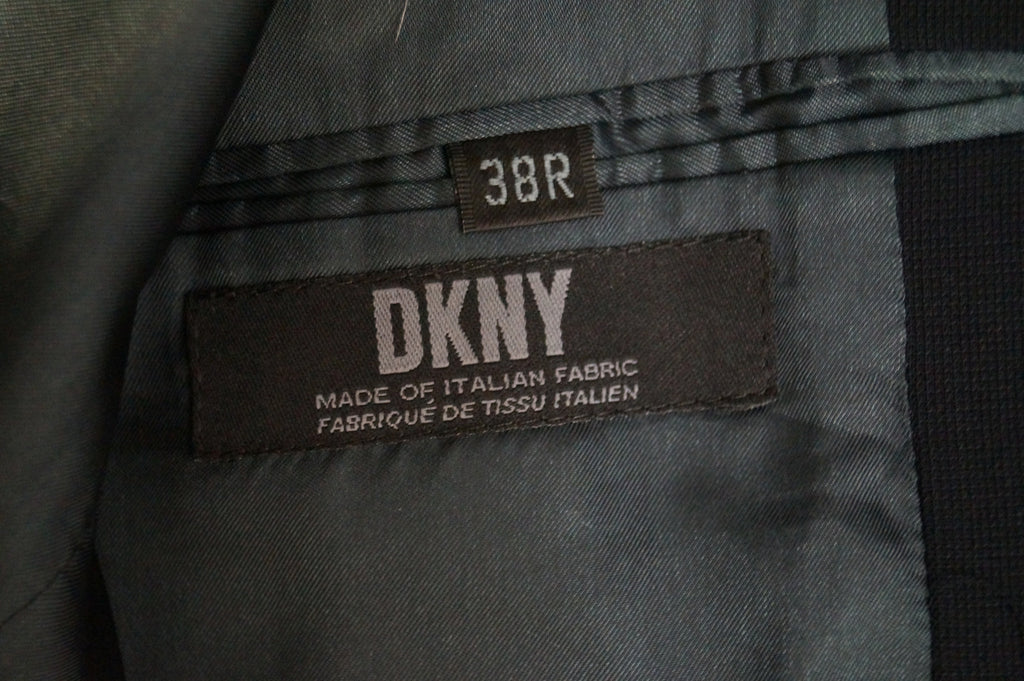 38R
DKNY
MADE OF ITALIAN FABRIC
FABRIQUÉ DE TISSU ITALIEN